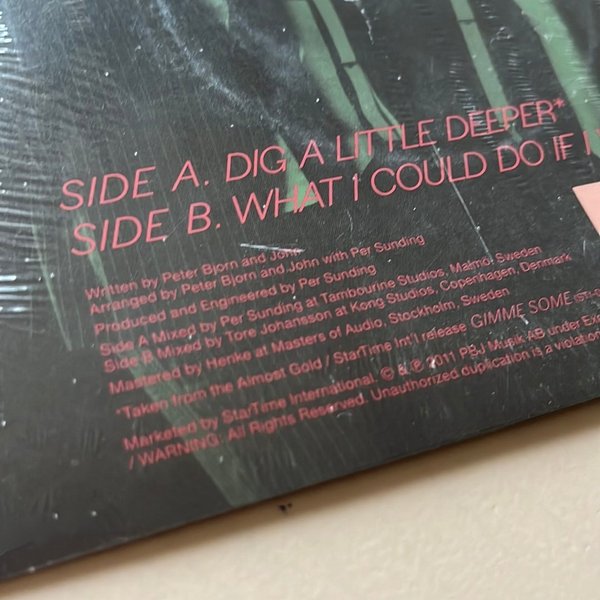 SIDE A. DIG A LITTLE DEEPER*
SIDE B. WHAT I COULD DO IF I
Written by Peter Bjorn and John
Arranged by Peter Bjorn and John with Per Sunding
Produced and Engineered by Per Sunding
Side A Mixed by Per Sunding at Tambourine Studios, Malmö, Sweden
Side B Mixed by Tore Johansson at Kong Studios, Copenhagen, Denmark
Mastered by Henke at Masters of Audio, Stockholm, Sweden
*Taken from the Almost Gold / StarTime Int'l release GIMME SOME
Marketed by StarTime International. © & ℗ 2011 PBJ Musik AB under
/ WARNING: All Rights Reserved. Unauthorized duplication is a violation